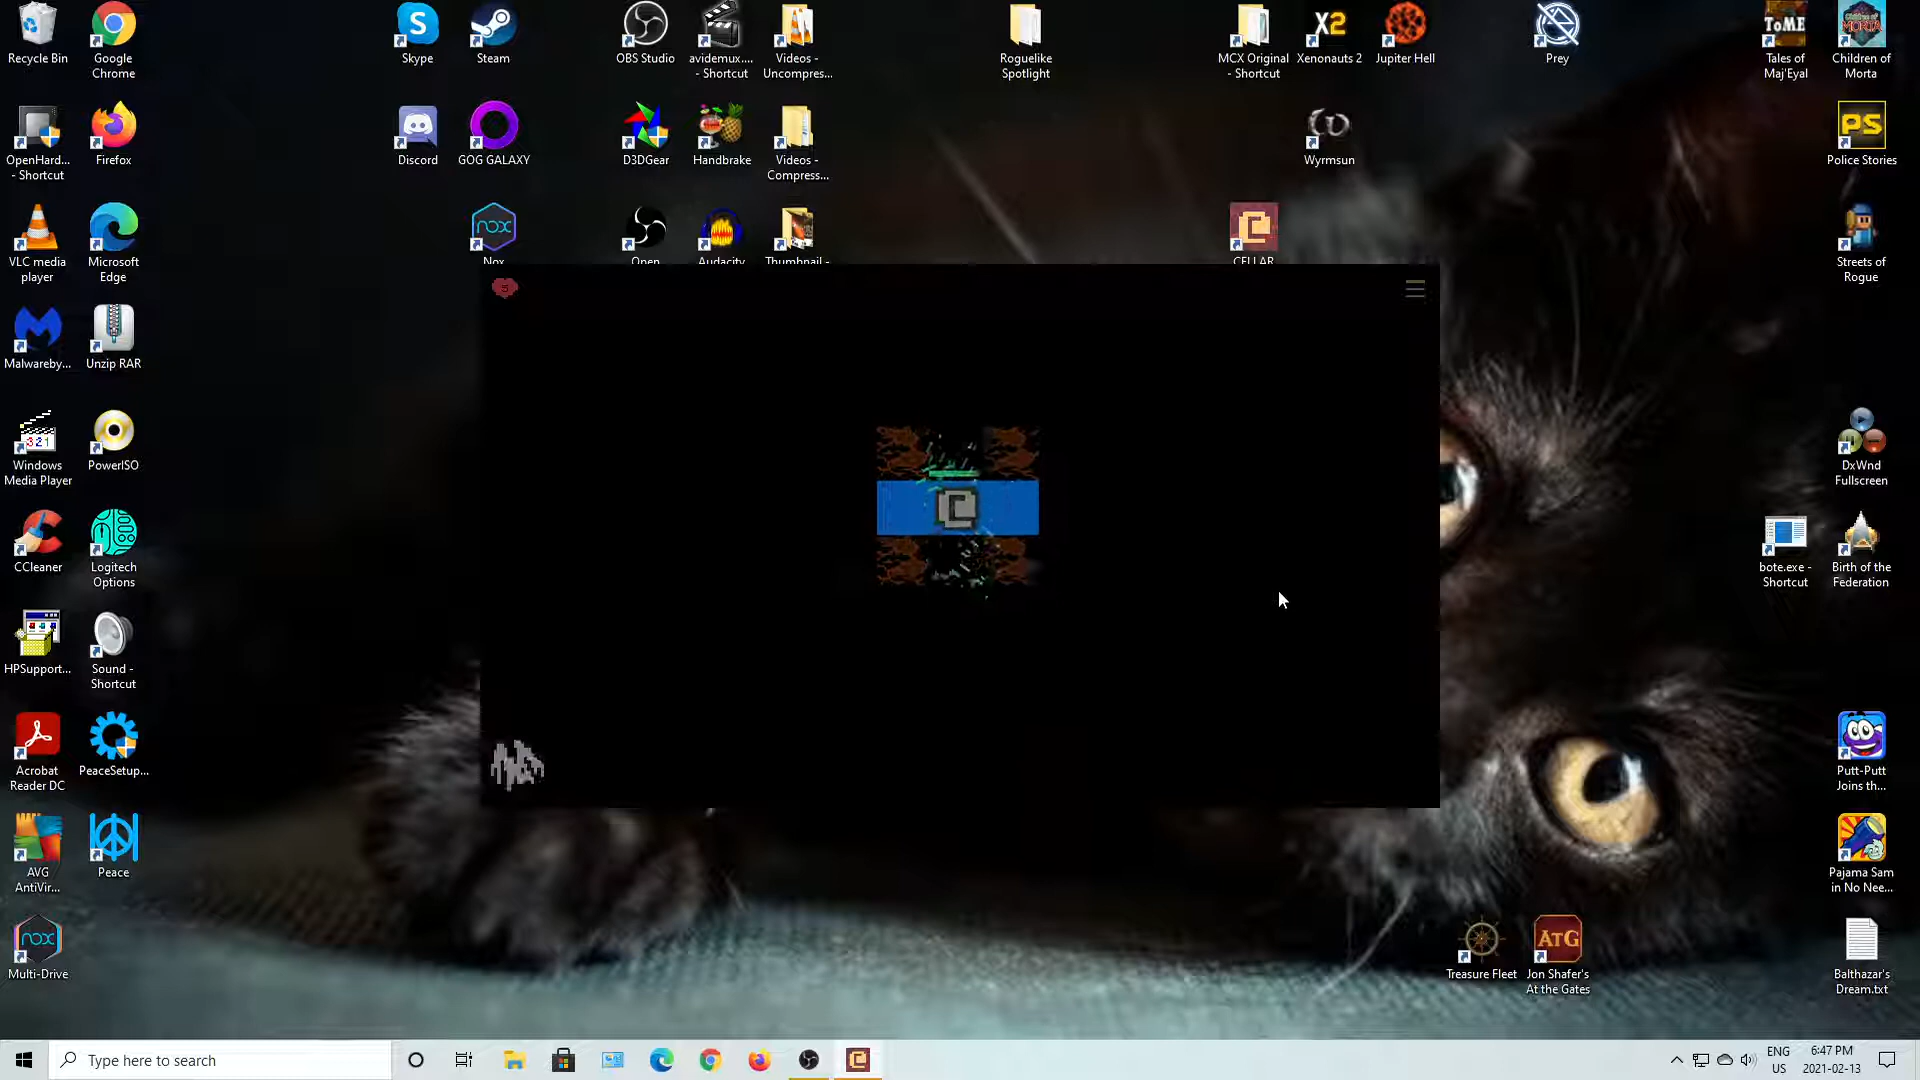 Recycle Bin
Google
Chrome
Skype
Steam
OBS Studio
avidemux....
- Shortcut
Videos -
Uncompres...
Roguelike
Spotlight
MCX Original
- Shortcut
X2
Xenonauts 2
Jupiter Hell
Prey
ToME
Tales of
Maj'Eyal
Children of
Morta
OpenHard...
- Shortcut
Firefox
Discord
GOG GALAXY
D3DGear
Handbrake
Videos -
Compress...
Wyrmsun
PS
Police Stories
VLC media
player
Microsoft
Edge
nox
Nox
Open
Audacity
Thumbnail -
CELLAR
Streets of
Rogue
Malwareby...
Unzip RAR
Windows
Media Player
PowerISO
DxWnd
Fullscreen
CCleaner
Logitech
Options
bote.exe -
Shortcut
Birth of the
Federation
HPSupport...
Sound -
Shortcut
Acrobat
Reader DC
PeaceSetup...
Putt-Putt
Joins th...
AVG
AntiVir...
Peace
Pajama Sam
in No Nee...
nox
Multi-Drive
Treasure Fleet
AtG
Jon Shafer's
At the Gates
Balthazar's
Dream.txt
Type here to search
ENG
US
6:47 PM
2021-02-13